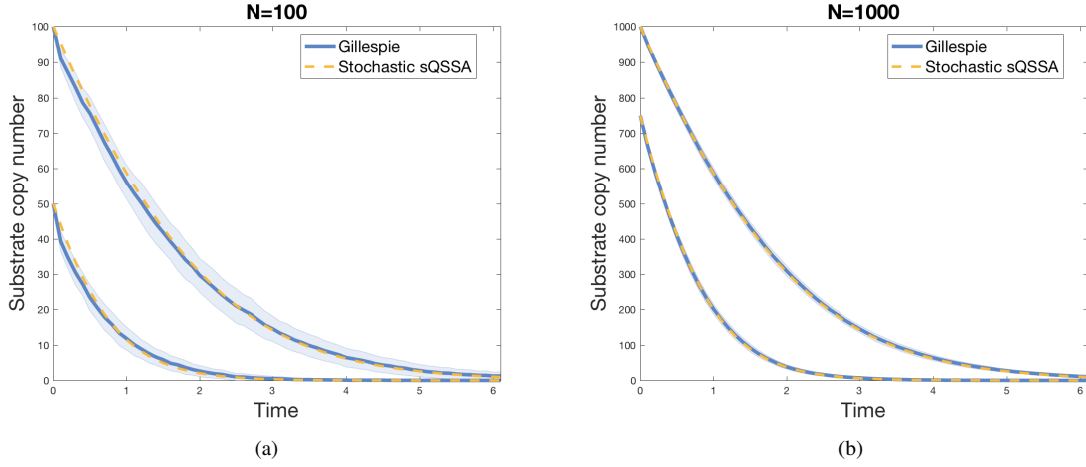 N=100
Gillespie
Stochastic sQSSA
Substrate copy number
100
90
80
70
60
50
40
30
20
10
0
0 1 2 3 4 5 6
Time
(a)
N=1000
Gillespie
Stochastic sQSSA
Substrate copy number
1000
900
800
700
600
500
400
300
200
100
0
0 1 2 3 4 5 6
Time
(b)